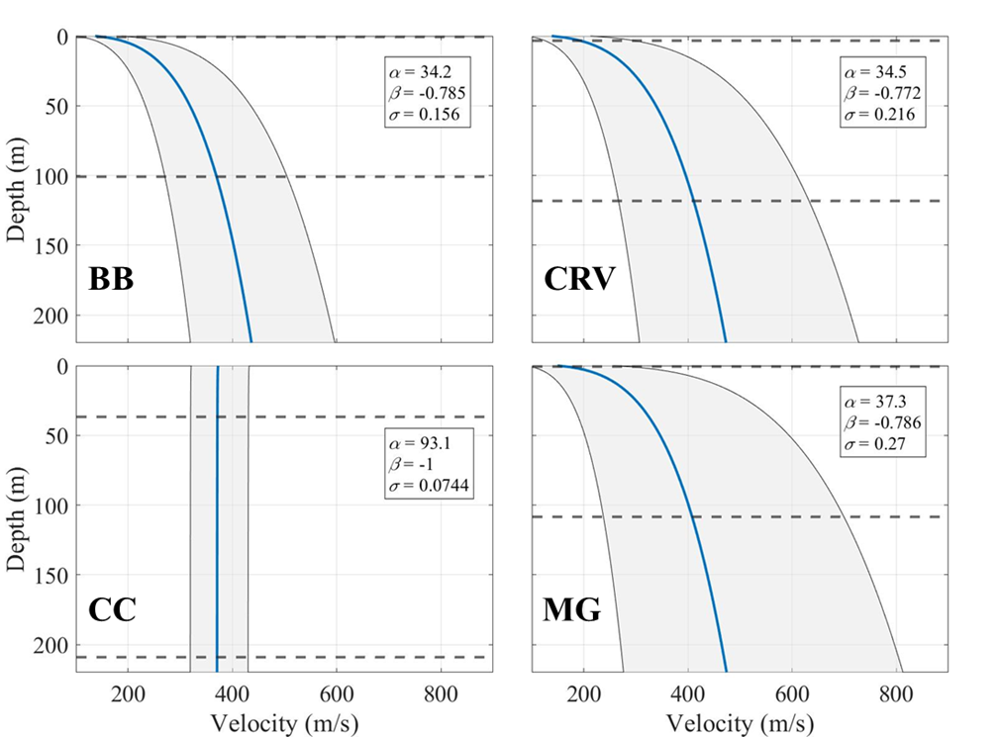 0
50
100
150
200
Depth (m)
BB
α = 34.2
β = -0.785
σ = 0.156
CRV
α = 34.5
β = -0.772
σ = 0.216
0
50
100
150
200
Depth (m)
CC
α = 93.1
β = -1
σ = 0.0744
200 400 600 800
Velocity (m/s)
MG
α = 37.3
β = -0.786
σ = 0.27
200 400 600 800
Velocity (m/s)